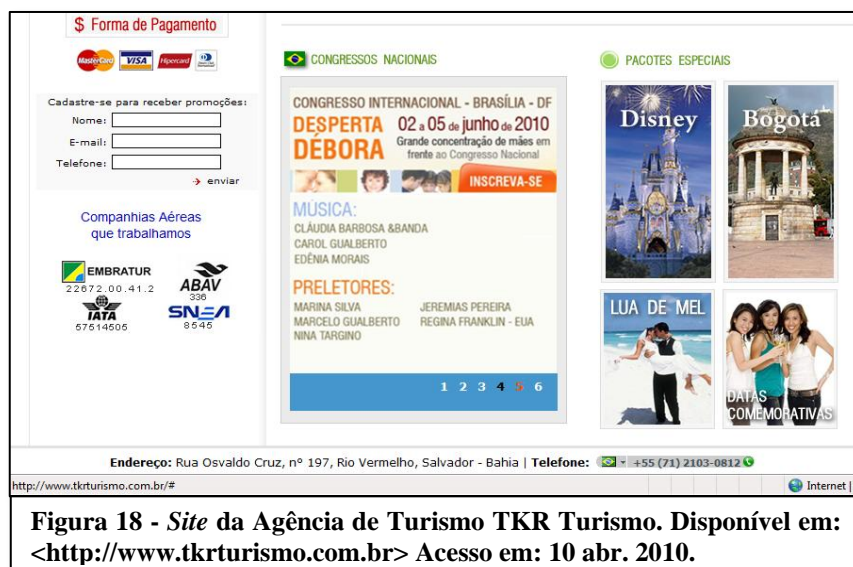 $ Forma de Pagamento
MasterCard VISA Hipercard
Cadastre-se para receber promoções:
Nome:
E-mail:
Telefone:
enviar
Companhias Aéreas
que trabalhamos
EMBRATUR
22672.00.41.2
ABAV
336
IATA
57514505
SNEA
8545
CONGRESSOS NACIONAIS
CONGRESSO INTERNACIONAL - BRASÍLIA - DF
DESPERTA
DÉBORA
02 a 05 de junho de 2010
Grande concentração de mães em
frente ao Congresso Nacional
INSCREVA-SE
MÚSICA:
CLÁUDIA BARBOSA &BANDA
CAROL GUALBERTO
EDÊNIA MORAIS
PRELETORES:
MARINA SILVA JEREMIAS PEREIRA
MARCELO GUALBERTO REGINA FRANKLIN - EUA
NINA TARGINO
1 2 3 4 5 6
PACOTES ESPECIAIS
Disney
Bogotá
LUA DE MEL
DATAS
COMEMORATIVAS
Endereço: Rua Osvaldo Cruz, nº 197, Rio Vermelho, Salvador - Bahia | Telefone: +55 (71) 2103-0812
http://www.tkrturismo.com.br/#
Internet |
Figura 18 - Site da Agência de Turismo TKR Turismo. Disponível em:
<http://www.tkrturismo.com.br> Acesso em: 10 abr. 2010.